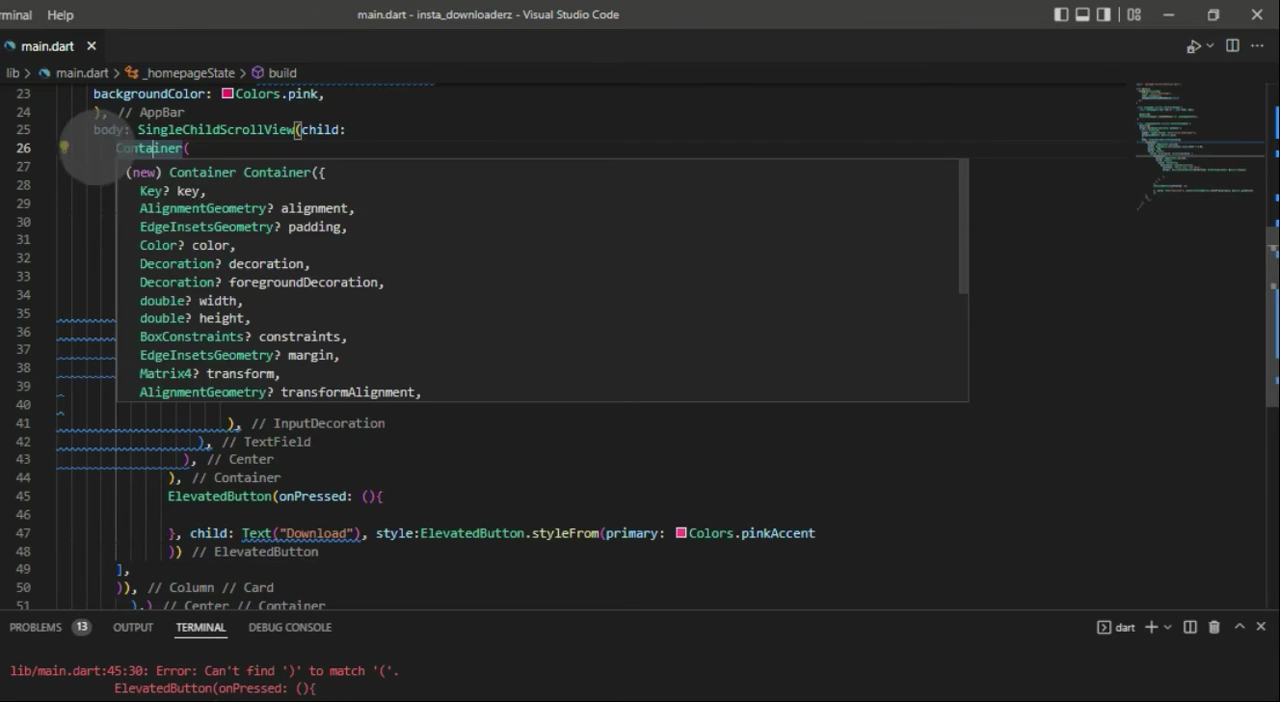 rminal Help main.dart - insta_downloaderz - Visual Studio Code
main.dart
lib > main.dart > _homepageState > build
23 backgroundColor: Colors.pink,
24 ), // AppBar
25 body: SingleChildScrollView(child:
26 Container(
27 (new) Container Container({
28 Key? key,
29 AlignmentGeometry? alignment,
30 EdgeInsetsGeometry? padding,
31 Color? color,
32 Decoration? decoration,
33 Decoration? foregroundDecoration,
34 double? width,
35 double? height,
36 BoxConstraints? constraints,
37 EdgeInsetsGeometry? margin,
38 Matrix4? transform,
39 AlignmentGeometry? transformAlignment,
40
41 ), // InputDecoration
42 ), // TextField
43 ), // Center
44 ), // Container
45 ElevatedButton(onPressed: (){
46
47 }, child: Text("Download"), style:ElevatedButton.styleFrom(primary: Colors.pinkAccent
48 )) // ElevatedButton
49 ],
50 )), // Column // Card
51 ),) // Center // Container
PROBLEMS 13 OUTPUT TERMINAL DEBUG CONSOLE dart
lib/main.dart:45:30: Error: Can't find ')' to match '('.
ElevatedButton(onPressed: (){